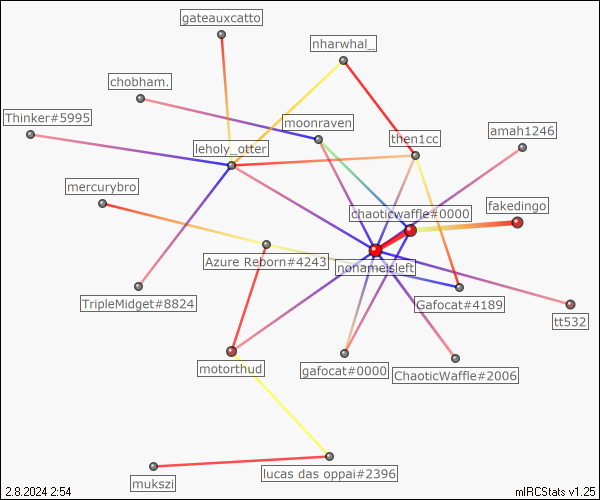 gateauxcatto
nharwhal_
chobham.
Thinker#5995
moonraven
amah1246
then1cc
leholy_otter
mercurybro
fakedingo
chaoticwaffle#0000
Azure Reborn#4243
nonameisleft
TripleMidget#8824
Gafocat#4189
tt532
motorthud
gafocat#0000
ChaoticWaffle#2006
lucas das oppai#2396
mukszi
2.8.2024 2:54
mIRCStats v1.25